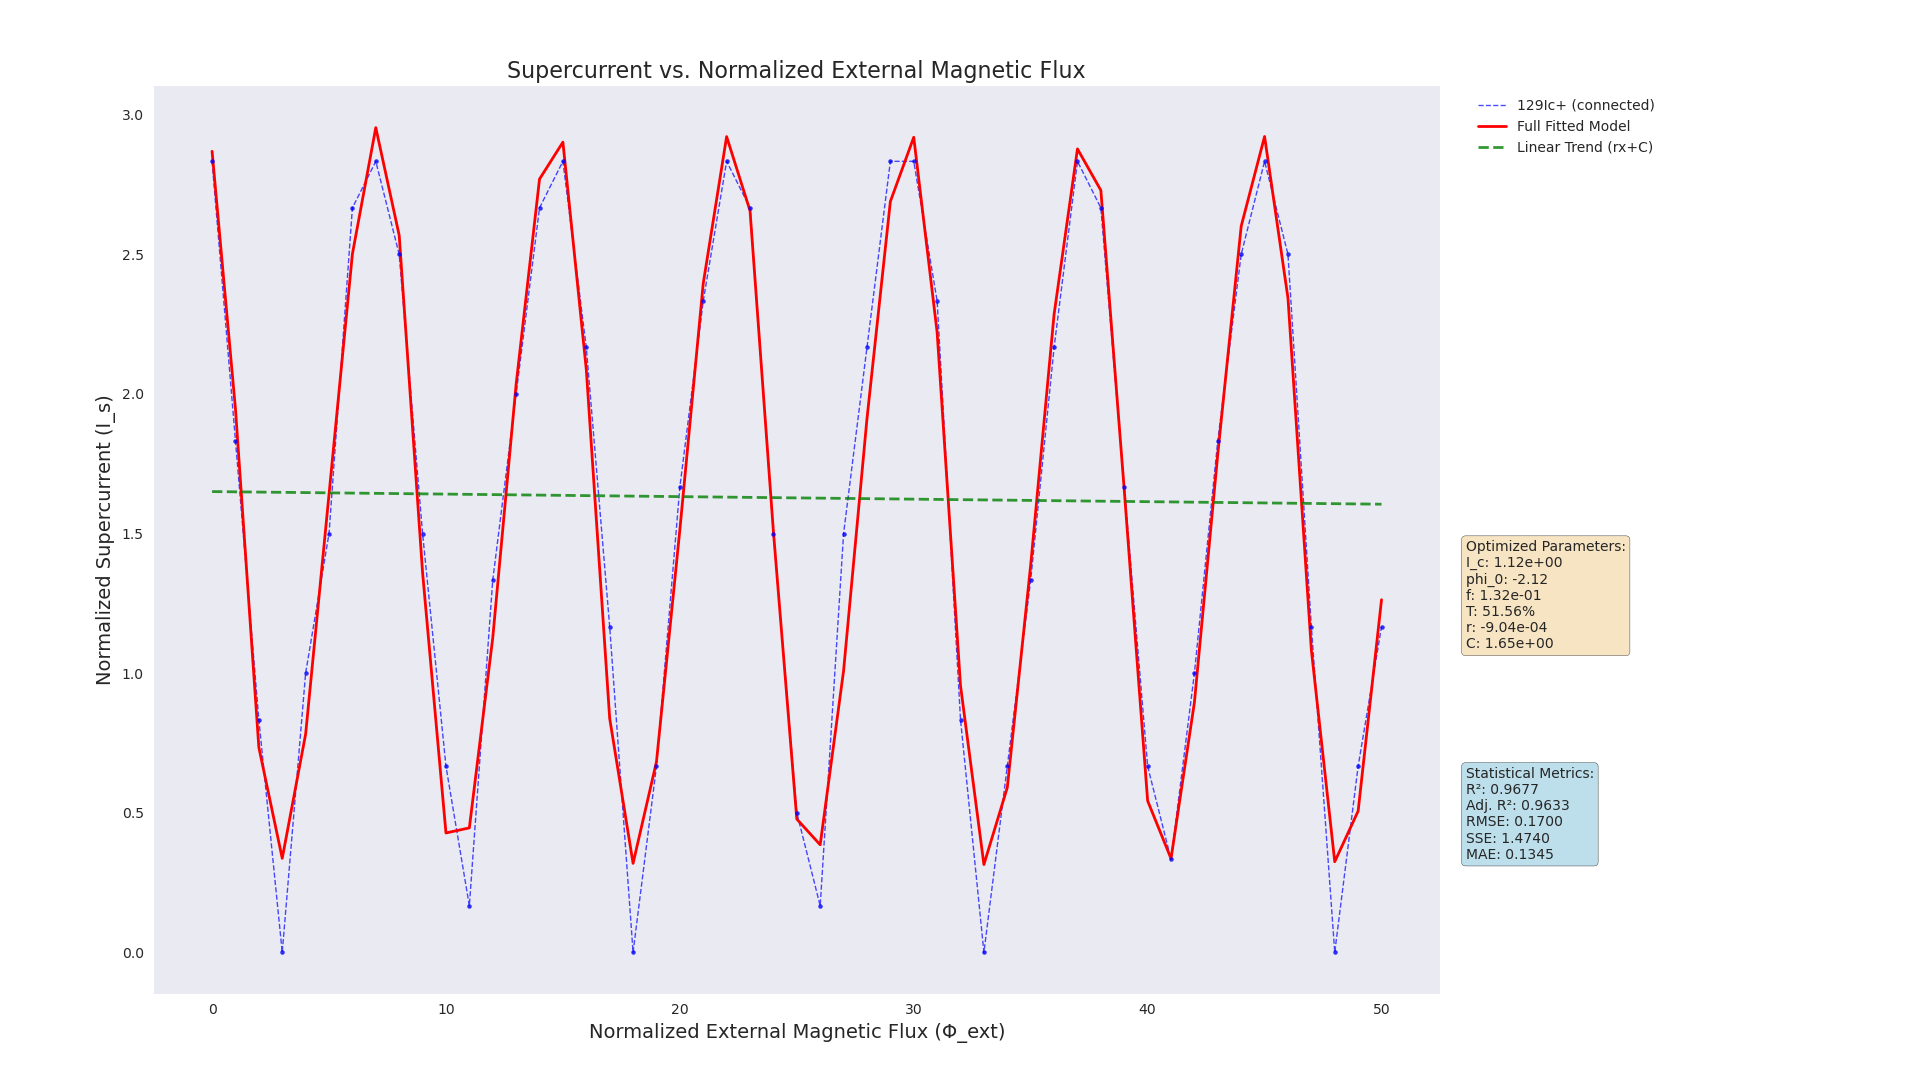 Supercurrent vs. Normalized External Magnetic Flux
129Ic+ (connected)
Full Fitted Model
Linear Trend (rx+C)
Normalized Supercurrent (I_s)
3.0
2.5
2.0
1.5
1.0
0.5
0.0
0
10
20
30
40
50
Normalized External Magnetic Flux (Φ_ext)
Optimized Parameters:
I_c: 1.12e+00
phi_0: -2.12
f: 1.32e-01
T: 51.56%
r: -9.04e-04
C: 1.65e+00
Statistical Metrics:
R²: 0.9677
Adj. R²: 0.9633
RMSE: 0.1700
SSE: 1.4740
MAE: 0.1345